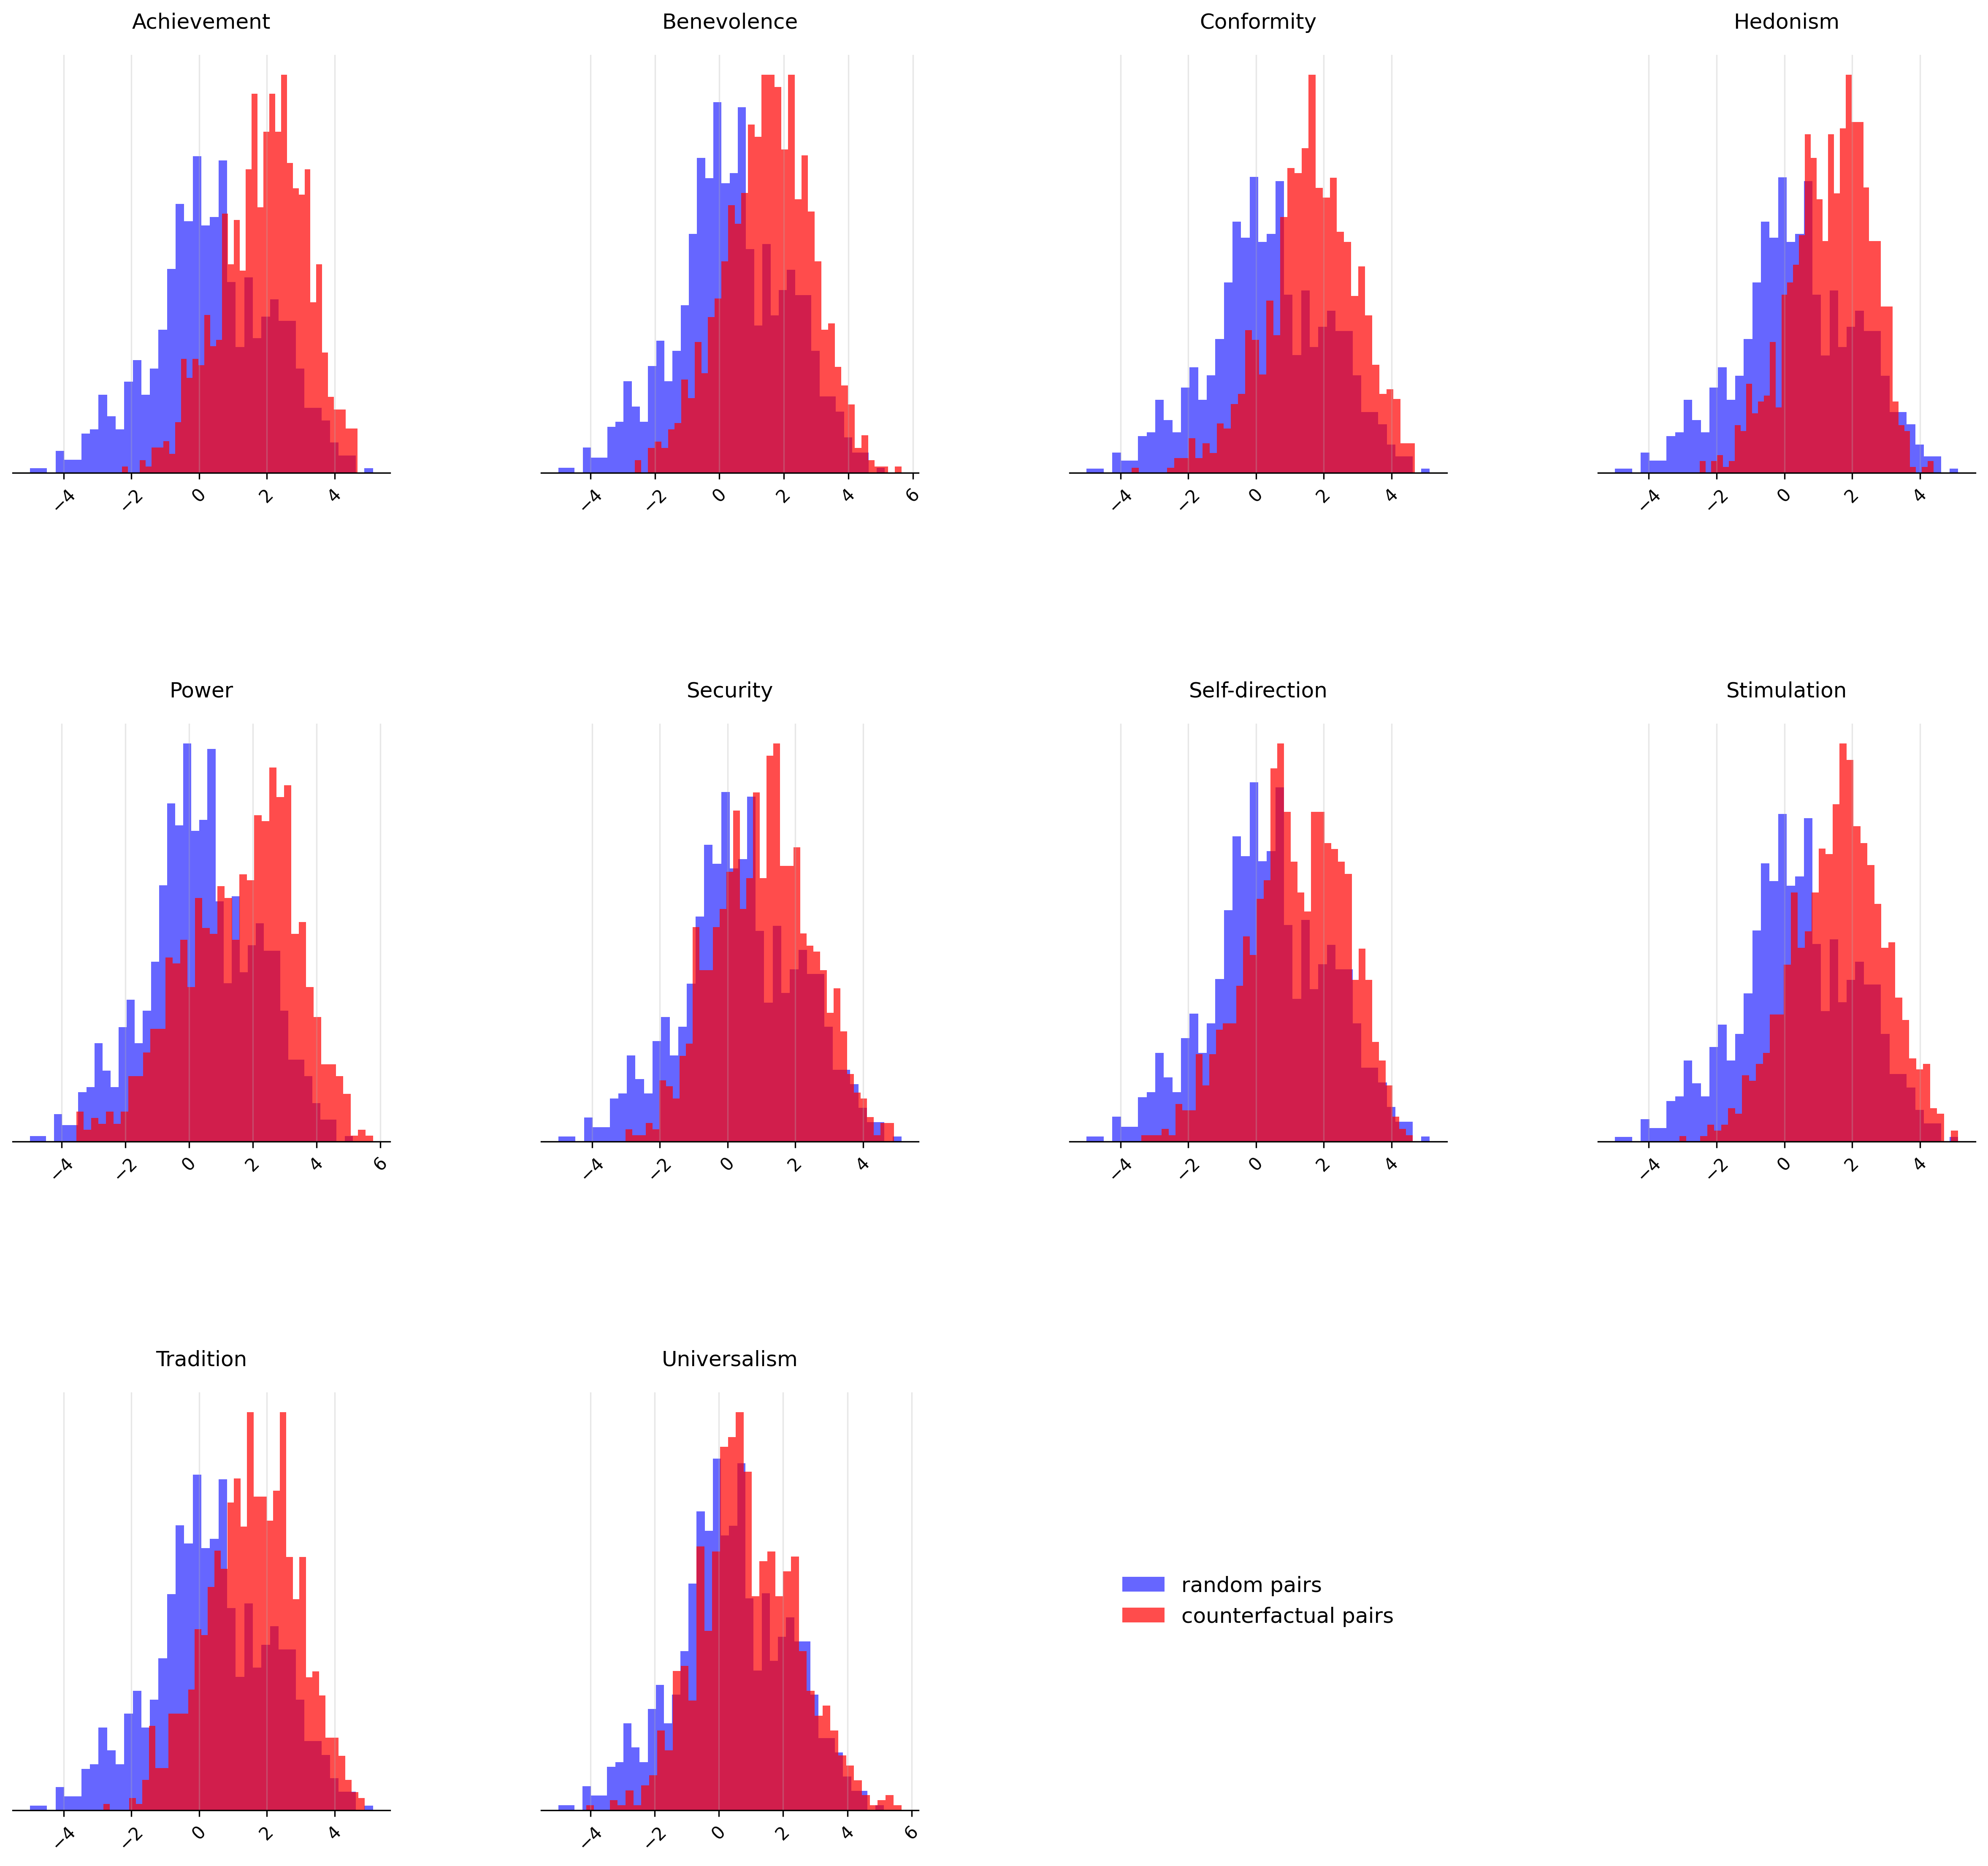 Achievement
Benevolence
Conformity
Hedonism
−4 −2 0 2 4
−4 −2 0 2 4 6
−4 −2 0 2 4
−4 −2 0 2 4
Power
Security
Self-direction
Stimulation
−4 −2 0 2 4 6
−4 −2 0 2 4
−4 −2 0 2 4
−4 −2 0 2 4
Tradition
Universalism
random pairs
counterfactual pairs
−4 −2 0 2 4
−4 −2 0 2 4 6